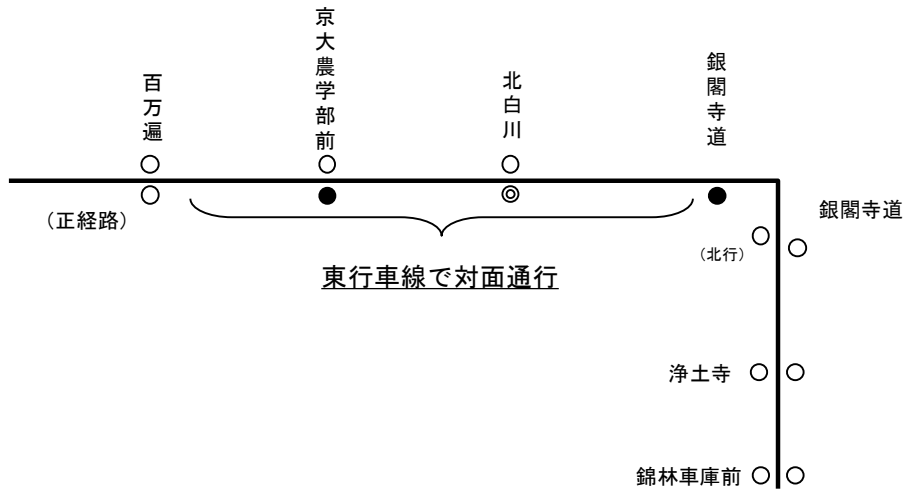 百万遍
京大農学部前
北白川
銀閣寺道
(正経路)
東行車線で対面通行
銀閣寺道
(北行)
浄土寺
錦林車庫前